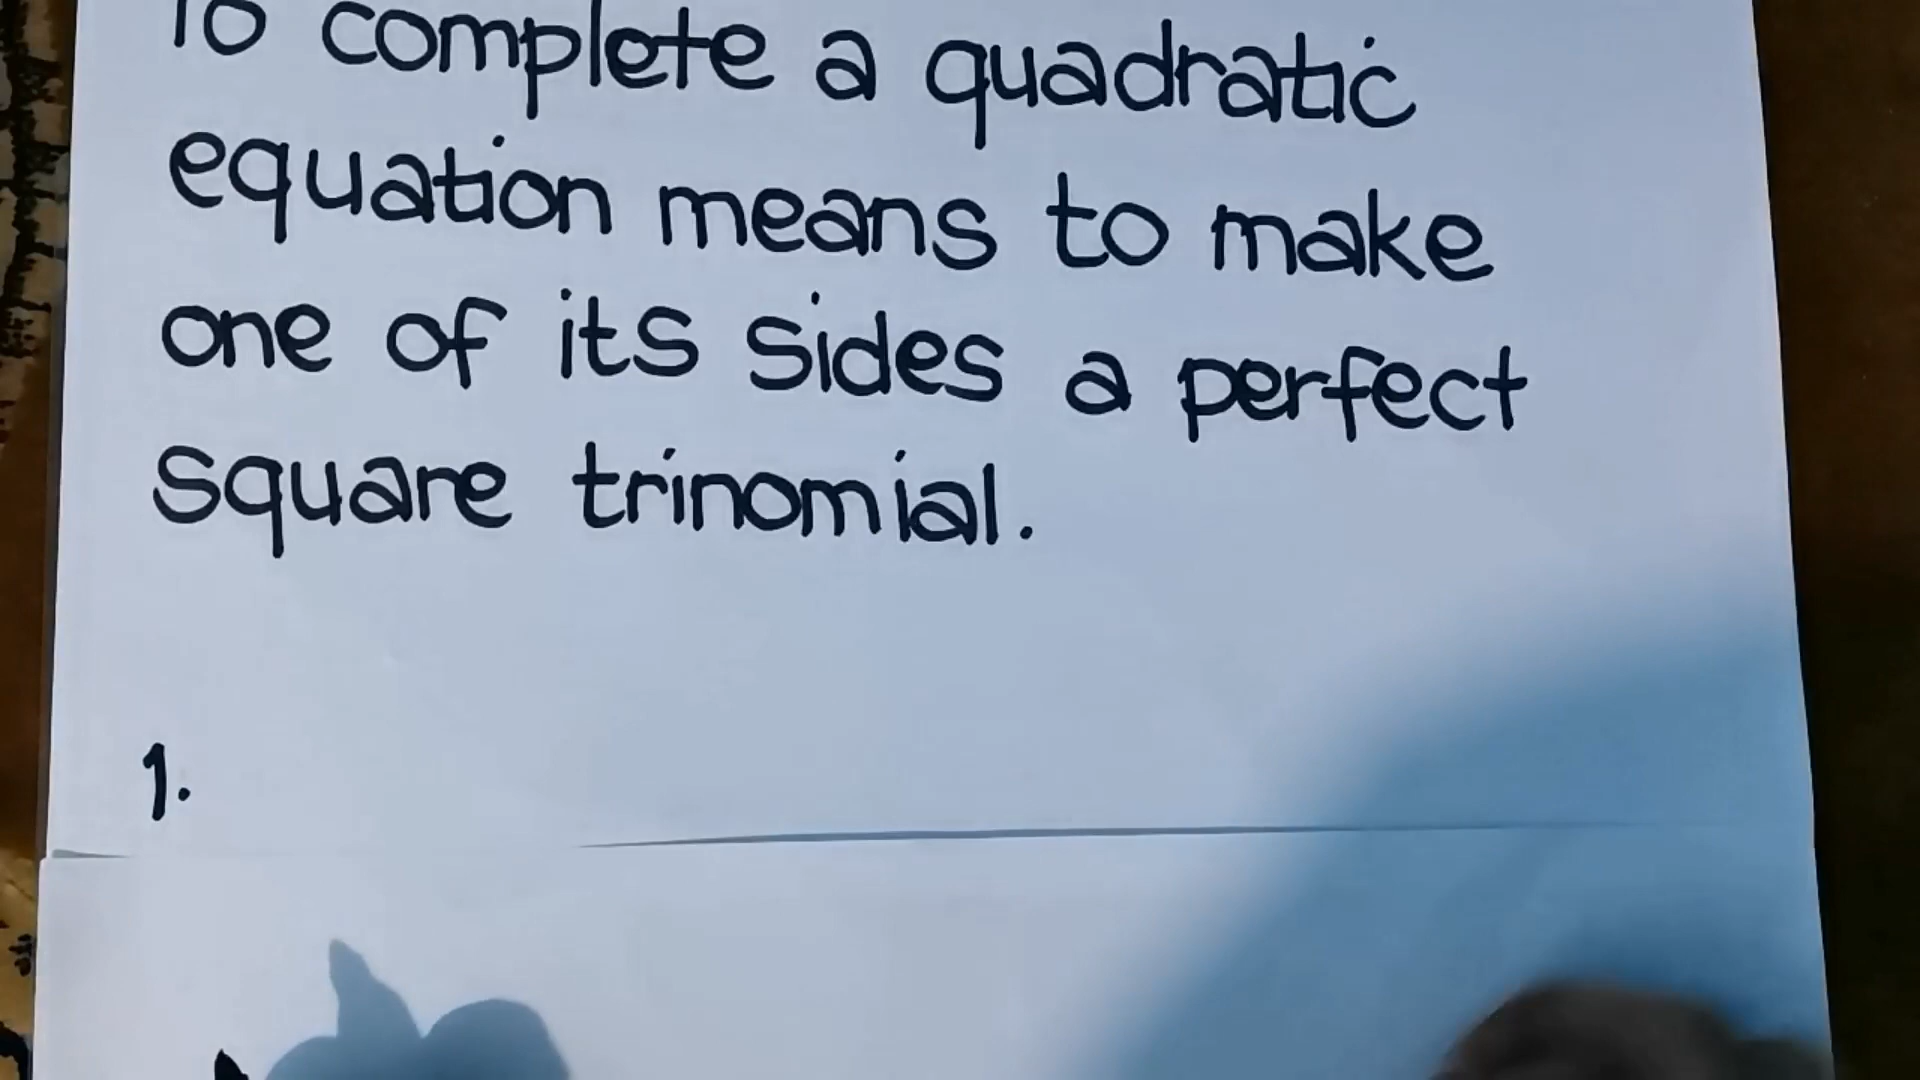 To complete a quadratic
equation means to make
one of its sides a perfect
square trinomial.
1.